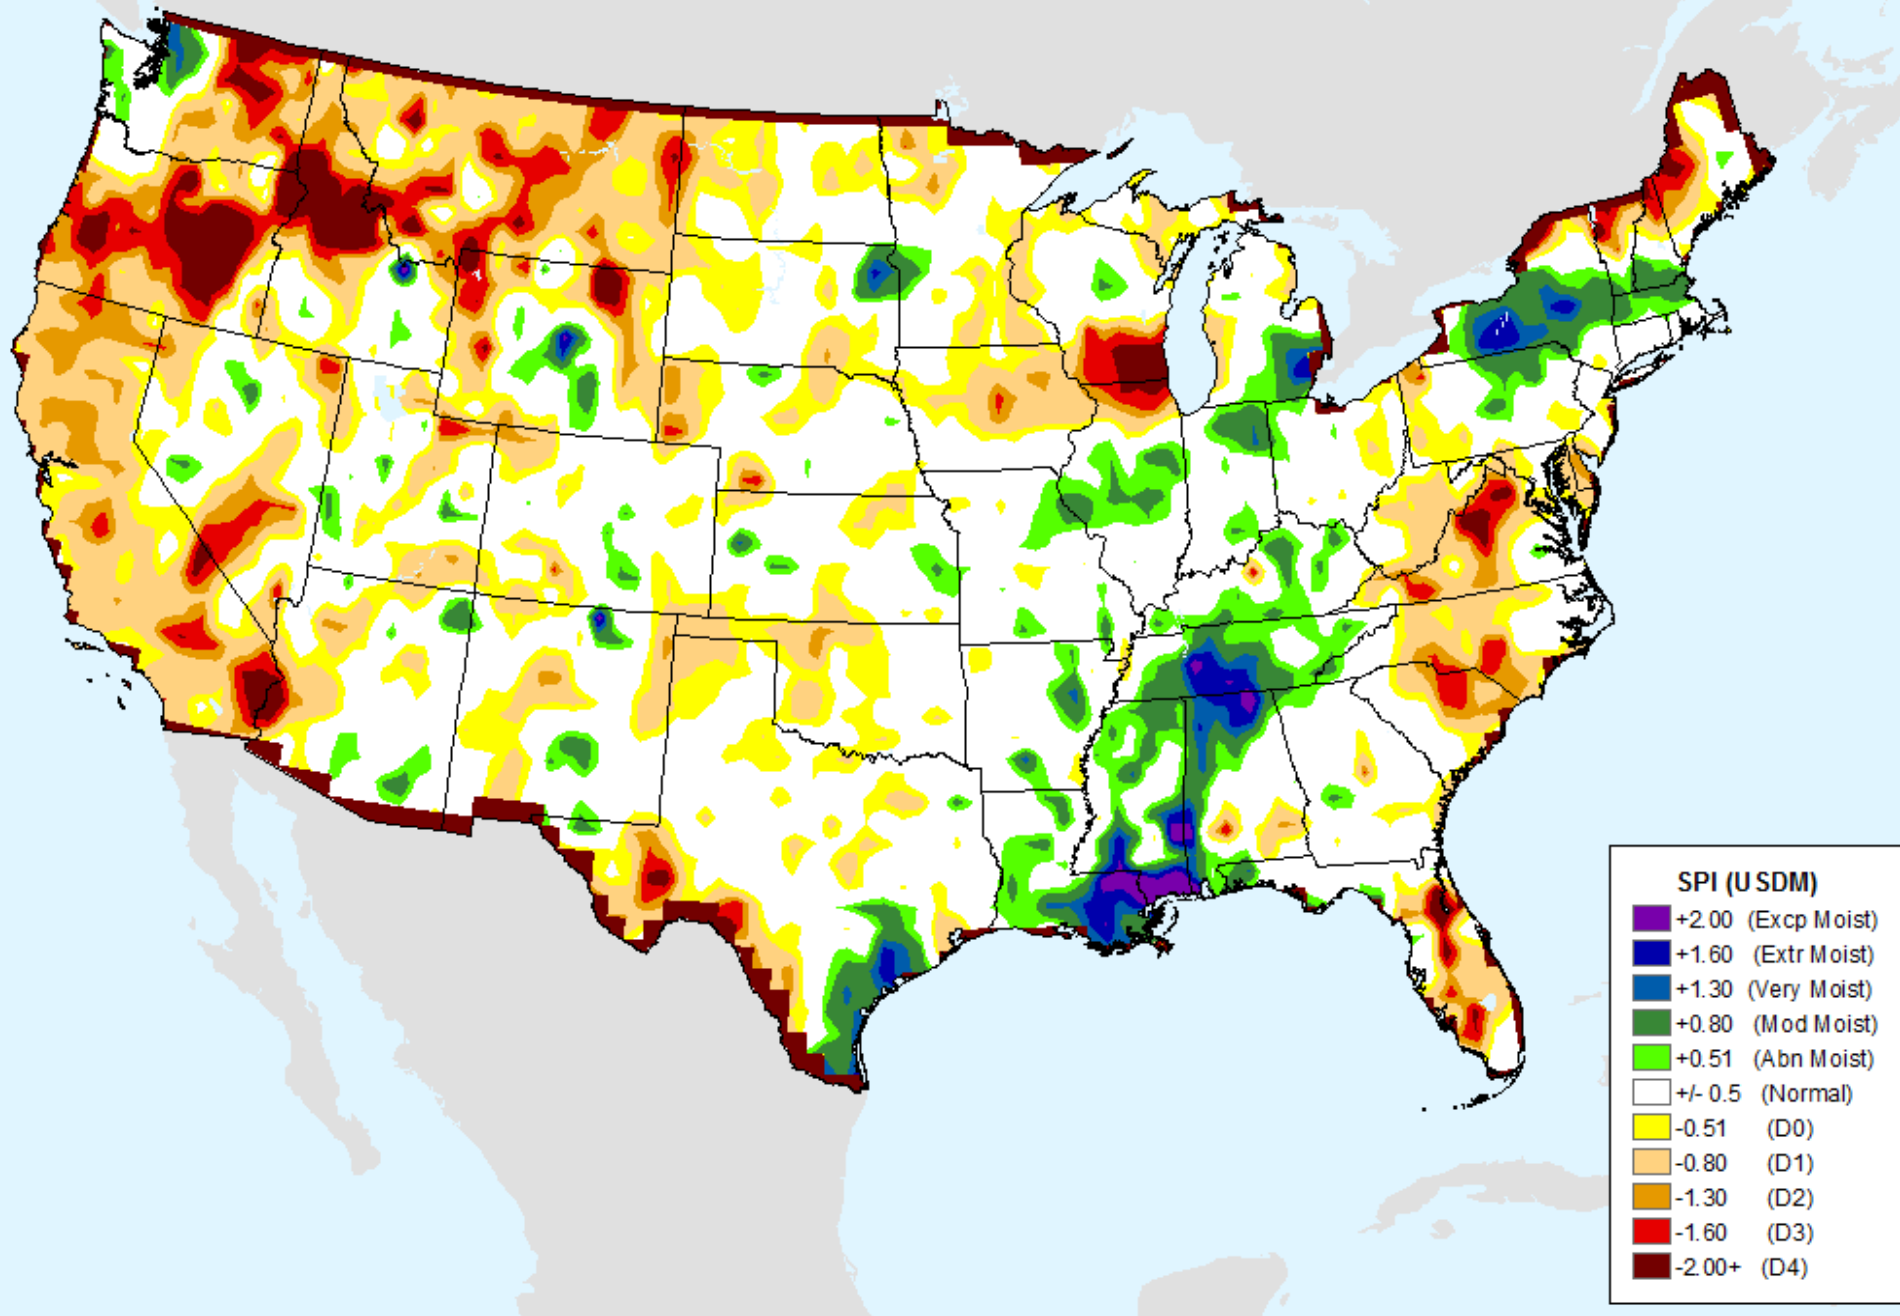 SPI (USDM)
+2.00 (Excp Moist)
+1.60 (Extr Moist)
+1.30 (Very Moist)
+0.80 (Mod Moist)
+0.51 (Abn Moist)
+/- 0.5 (Normal)
-0.51 (D0)
-0.80 (D1)
-1.30 (D2)
-1.60 (D3)
-2.00+ (D4)